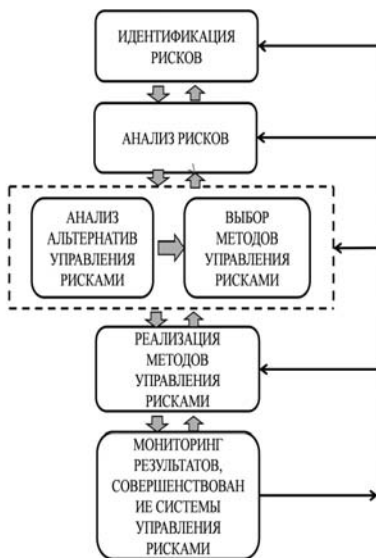 ИДЕНТИФИКАЦИЯ
РИСКОВ
АНАЛИЗ РИСКОВ
АНАЛИЗ
АЛЬТЕРНАТИВ
УПРАВЛЕНИЯ
РИСКАМИ
ВЫБОР
МЕТОДОВ
УПРАВЛЕНИЯ
РИСКАМИ
РЕАЛИЗАЦИЯ
МЕТОДОВ
УПРАВЛЕНИЯ
РИСКАМИ
МОНИТОРИНГ
РЕЗУЛЬТАТОВ,
СОВЕРШЕНСТВОВАН
ИЕ СИСТЕМЫ
УПРАВЛЕНИЯ
РИСКАМИ